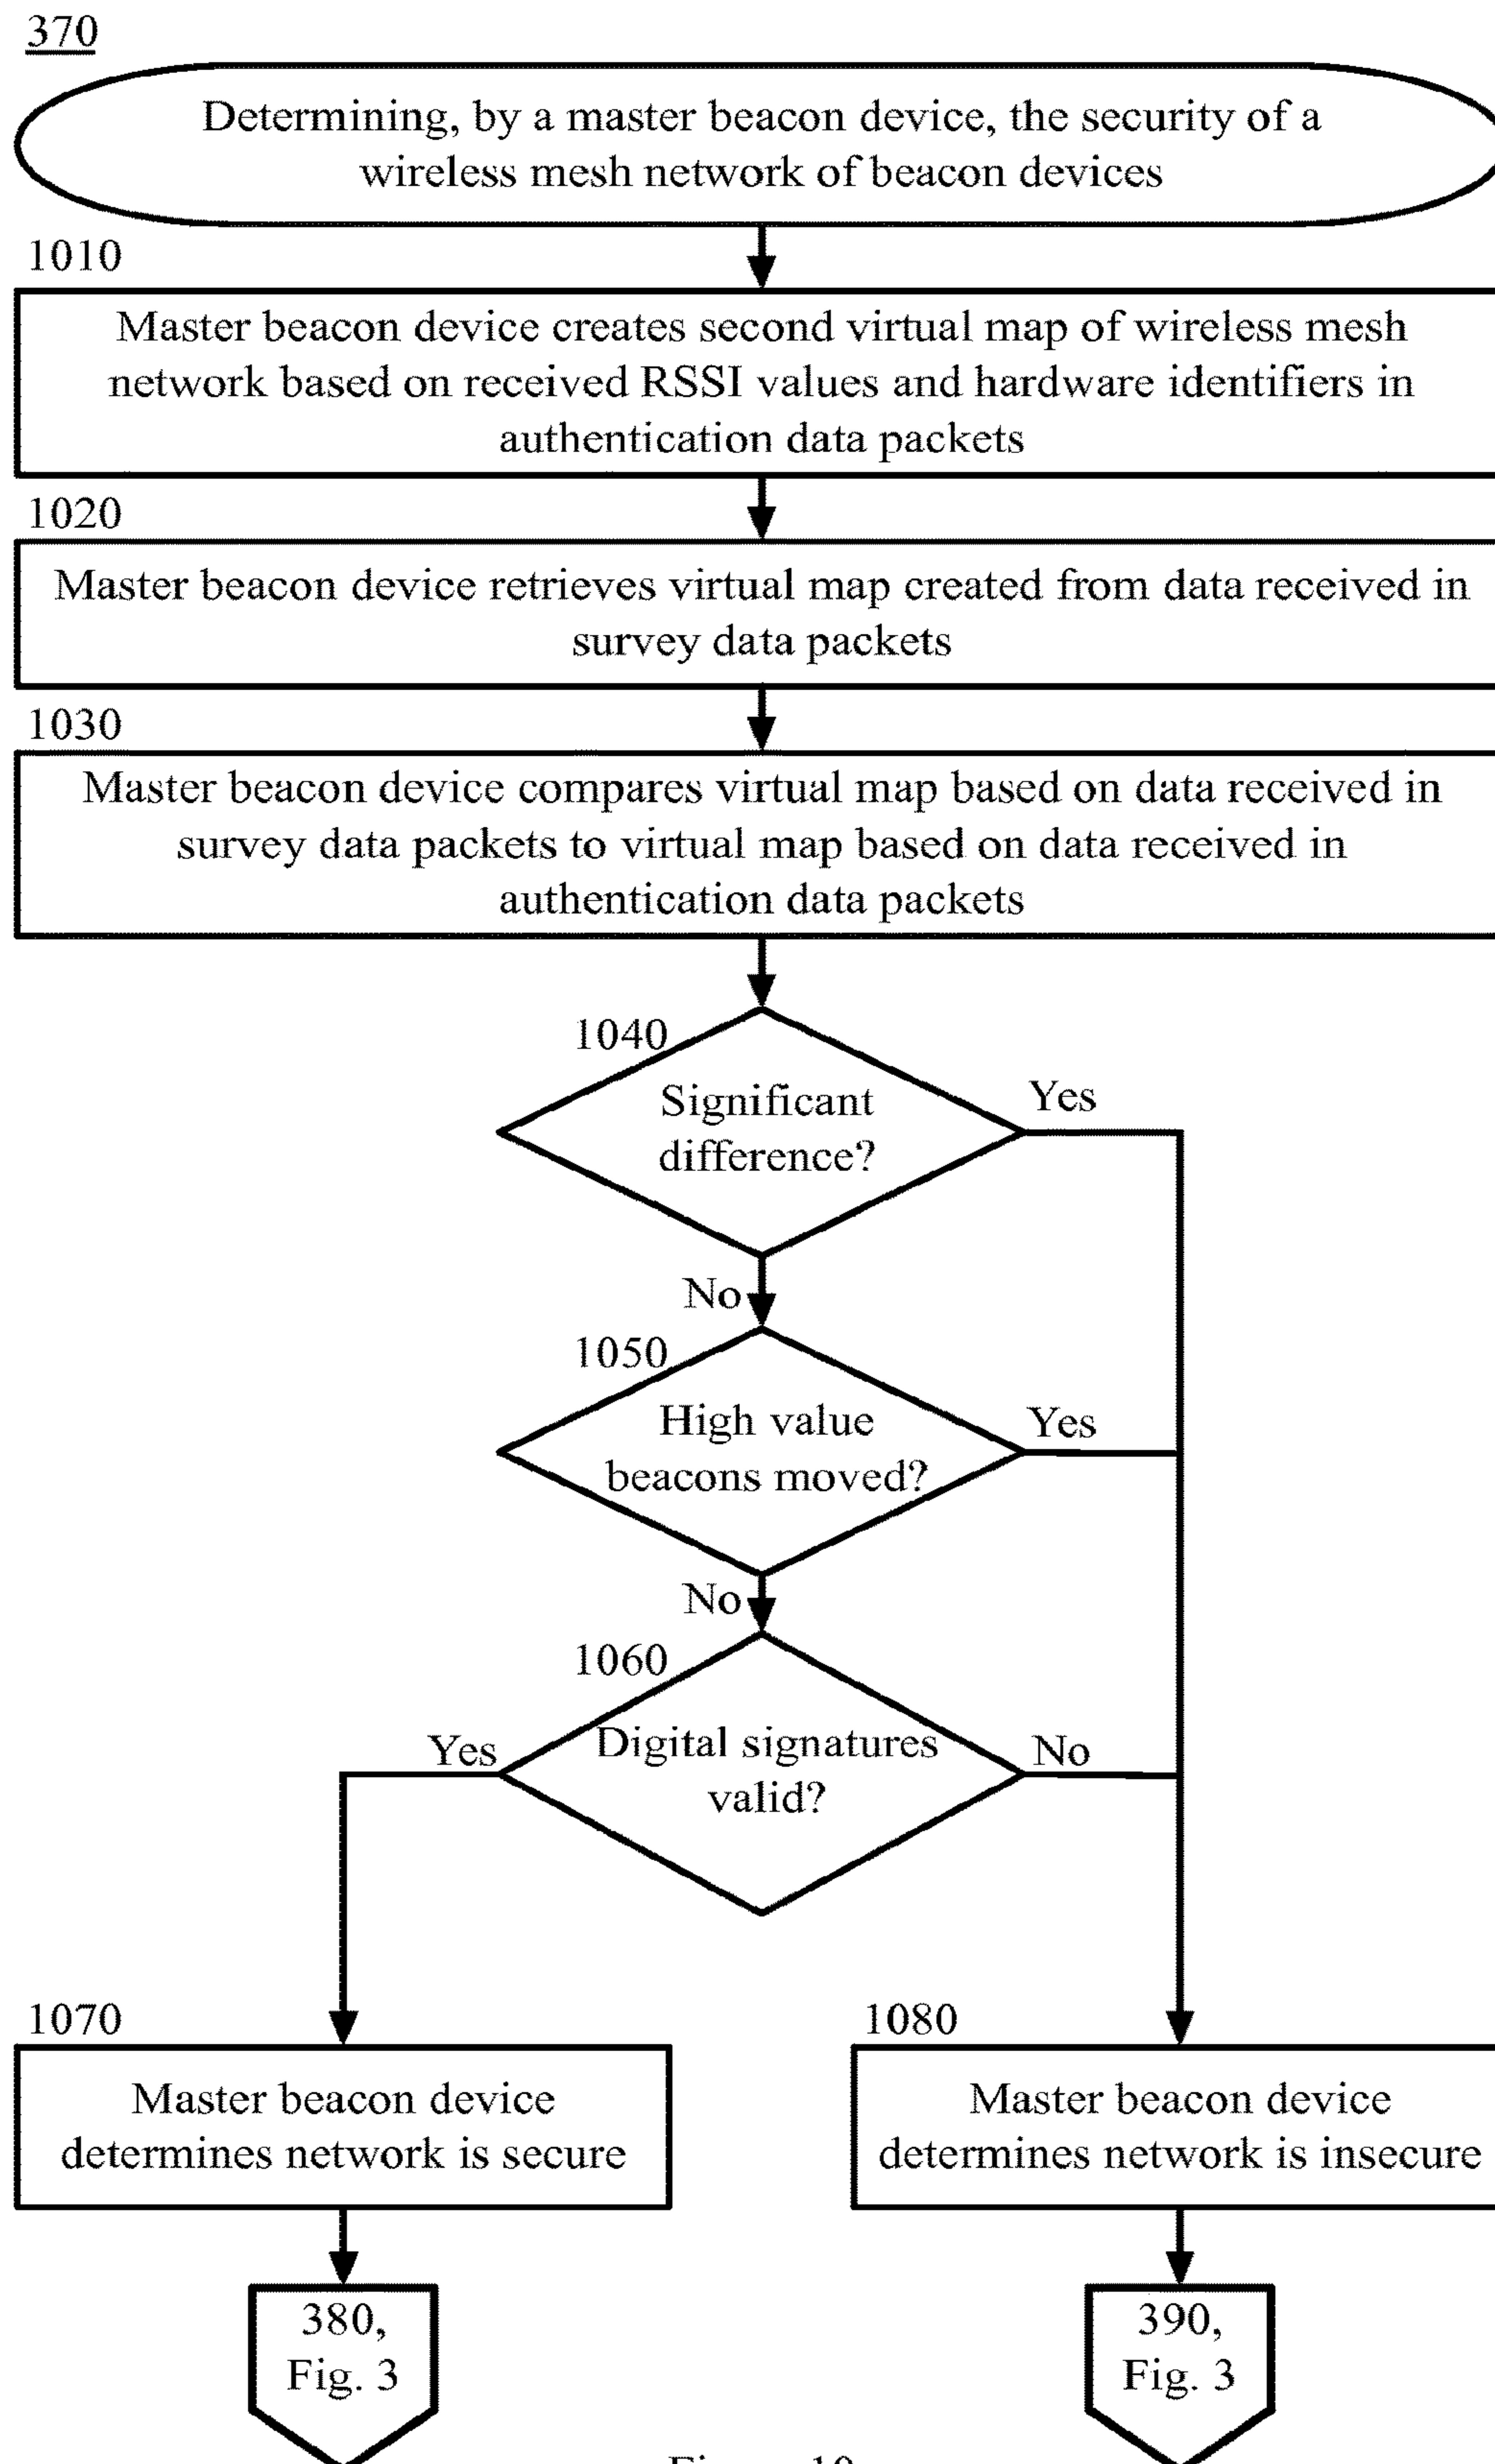 370
Determining, by a master beacon device, the security of a
wireless mesh network of beacon devices
1010
Master beacon device creates second virtual map of wireless mesh
network based on received RSSI values and hardware identifiers in
authentication data packets
1020
Master beacon device retrieves virtual map created from data received in
survey data packets
1030
Master beacon device compares virtual map based on data received in
survey data packets to virtual map based on data received in
authentication data packets
1040
Significant
difference?
Yes
No
1050
High value
beacons moved?
Yes
No
1060
Digital signatures
valid?
Yes
No
1070
Master beacon device
determines network is secure
1080
Master beacon device
determines network is insecure
380,
Fig. 3
390,
Fig. 3